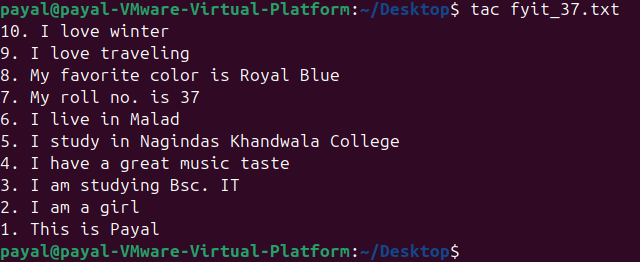 payal@payal-VMware-Virtual-Platform:~/Desktop$ tac fyit_37.txt
10. I love winter
9. I love traveling
8. My favorite color is Royal Blue
7. My roll no. is 37
6. I live in Malad
5. I study in Nagindas Khandwala College
4. I have a great music taste
3. I am studying Bsc. IT
2. I am a girl
1. This is Payal
payal@payal-VMware-Virtual-Platform:~/Desktop$